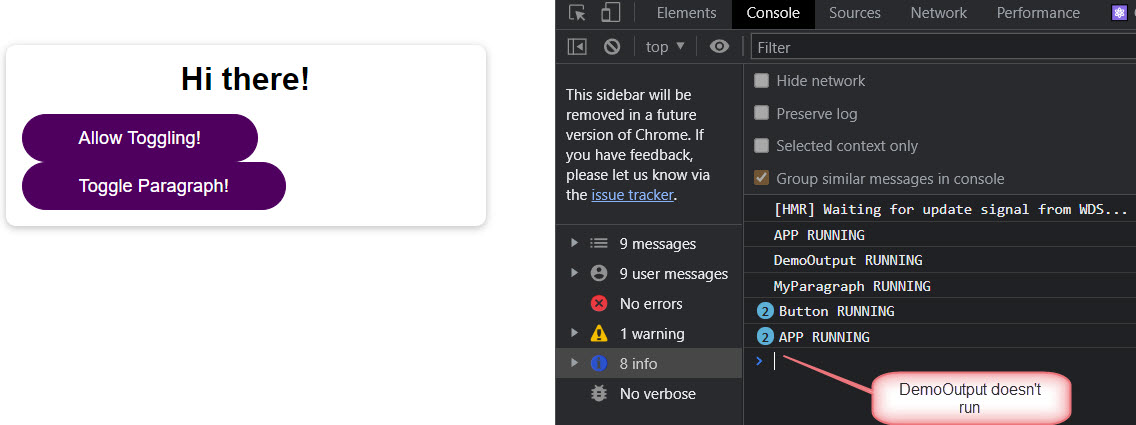 Elements Console Sources Network Performance
top ▼ Filter
Hi there!
Allow Toggling!
Toggle Paragraph!
This sidebar will be
removed in a future
version of Chrome. If
you have feedback,
please let us know via
the issue tracker.
9 messages
9 user messages
No errors
1 warning
8 info
No verbose
Hide network
Preserve log
Selected context only
Group similar messages in console
[HMR] Waiting for update signal from WDS...
APP RUNNING
DemoOutput RUNNING
MyParagraph RUNNING
2 Button RUNNING
2 APP RUNNING
DemoOutput doesn't
run